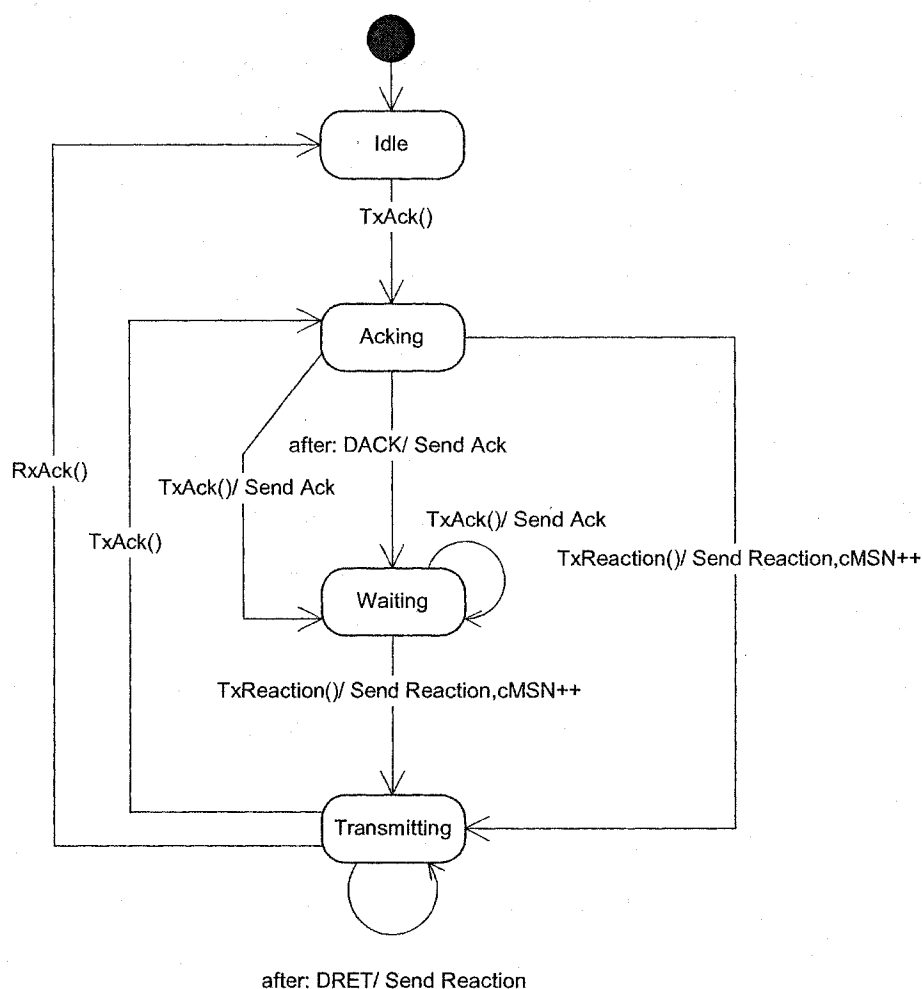 Idle
TxAck()
Acking
after: DACK/ Send Ack
RxAck()
TxAck()/ Send Ack
TxAck()/ Send Ack
TxAck()
TxReaction()/ Send Reaction,cMSN++
Waiting
TxReaction()/ Send Reaction,cMSN++
Transmitting
after: DRET/ Send Reaction